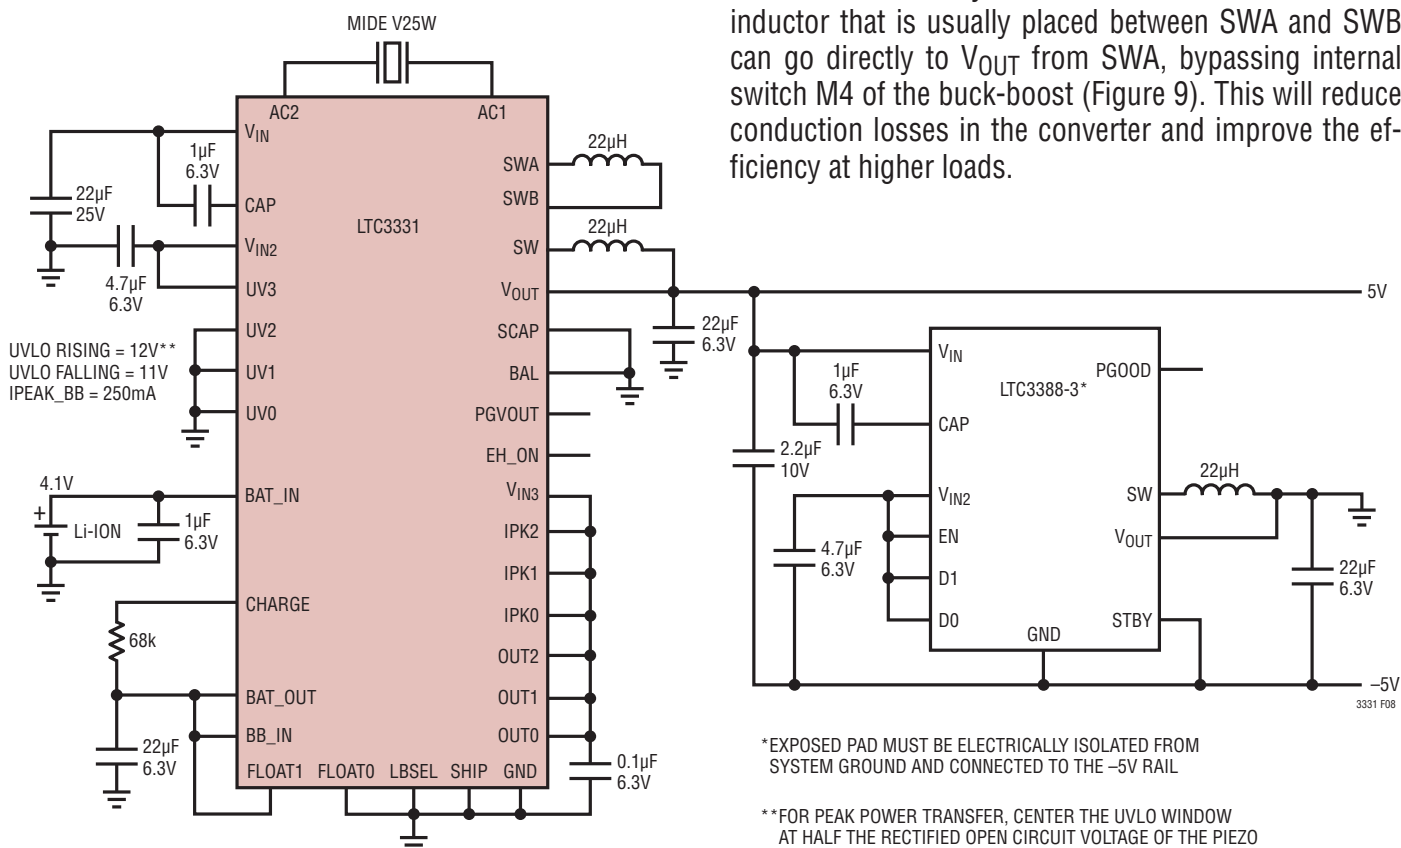 inductor that is usually placed between SWA and SWB
can go directly to VOUT from SWA, bypassing internal
switch M4 of the buck-boost (Figure 9). This will reduce
conduction losses in the converter and improve the ef-
ficiency at higher loads.
MIDE V25W
AC2
AC1
VIN
1µF
6.3V
22µF
25V
CAP
VIN2
4.7µF
6.3V
UV3
UV2
UVLO RISING = 12V**
UVLO FALLING = 11V
IPEAK_BB = 250mA
UV1
UV0
4.1V
+
Li-ION
1µF
6.3V
BAT_IN
CHARGE
68k
BAT_OUT
BB_IN
22µF
6.3V
FLOAT1
FLOAT0
LBSEL
SHIP
GND
LTC3331
SWA
22µH
SWB
SW
22µH
VOUT
22µF
6.3V
SCAP
BAL
PGVOUT
EH_ON
VIN3
IPK2
IPK1
IPK0
OUT2
OUT1
OUT0
0.1µF
6.3V
5V
VIN
1µF
6.3V
CAP
2.2µF
10V
LTC3388-3*
PGOOD
VIN2
EN
D1
D0
4.7µF
6.3V
GND
SW
22µH
VOUT
STBY
22µF
6.3V
–5V
3331 F08
*EXPOSED PAD MUST BE ELECTRICALLY ISOLATED FROM
SYSTEM GROUND AND CONNECTED TO THE –5V RAIL
**FOR PEAK POWER TRANSFER, CENTER THE UVLO WINDOW
AT HALF THE RECTIFIED OPEN CIRCUIT VOLTAGE OF THE PIEZO